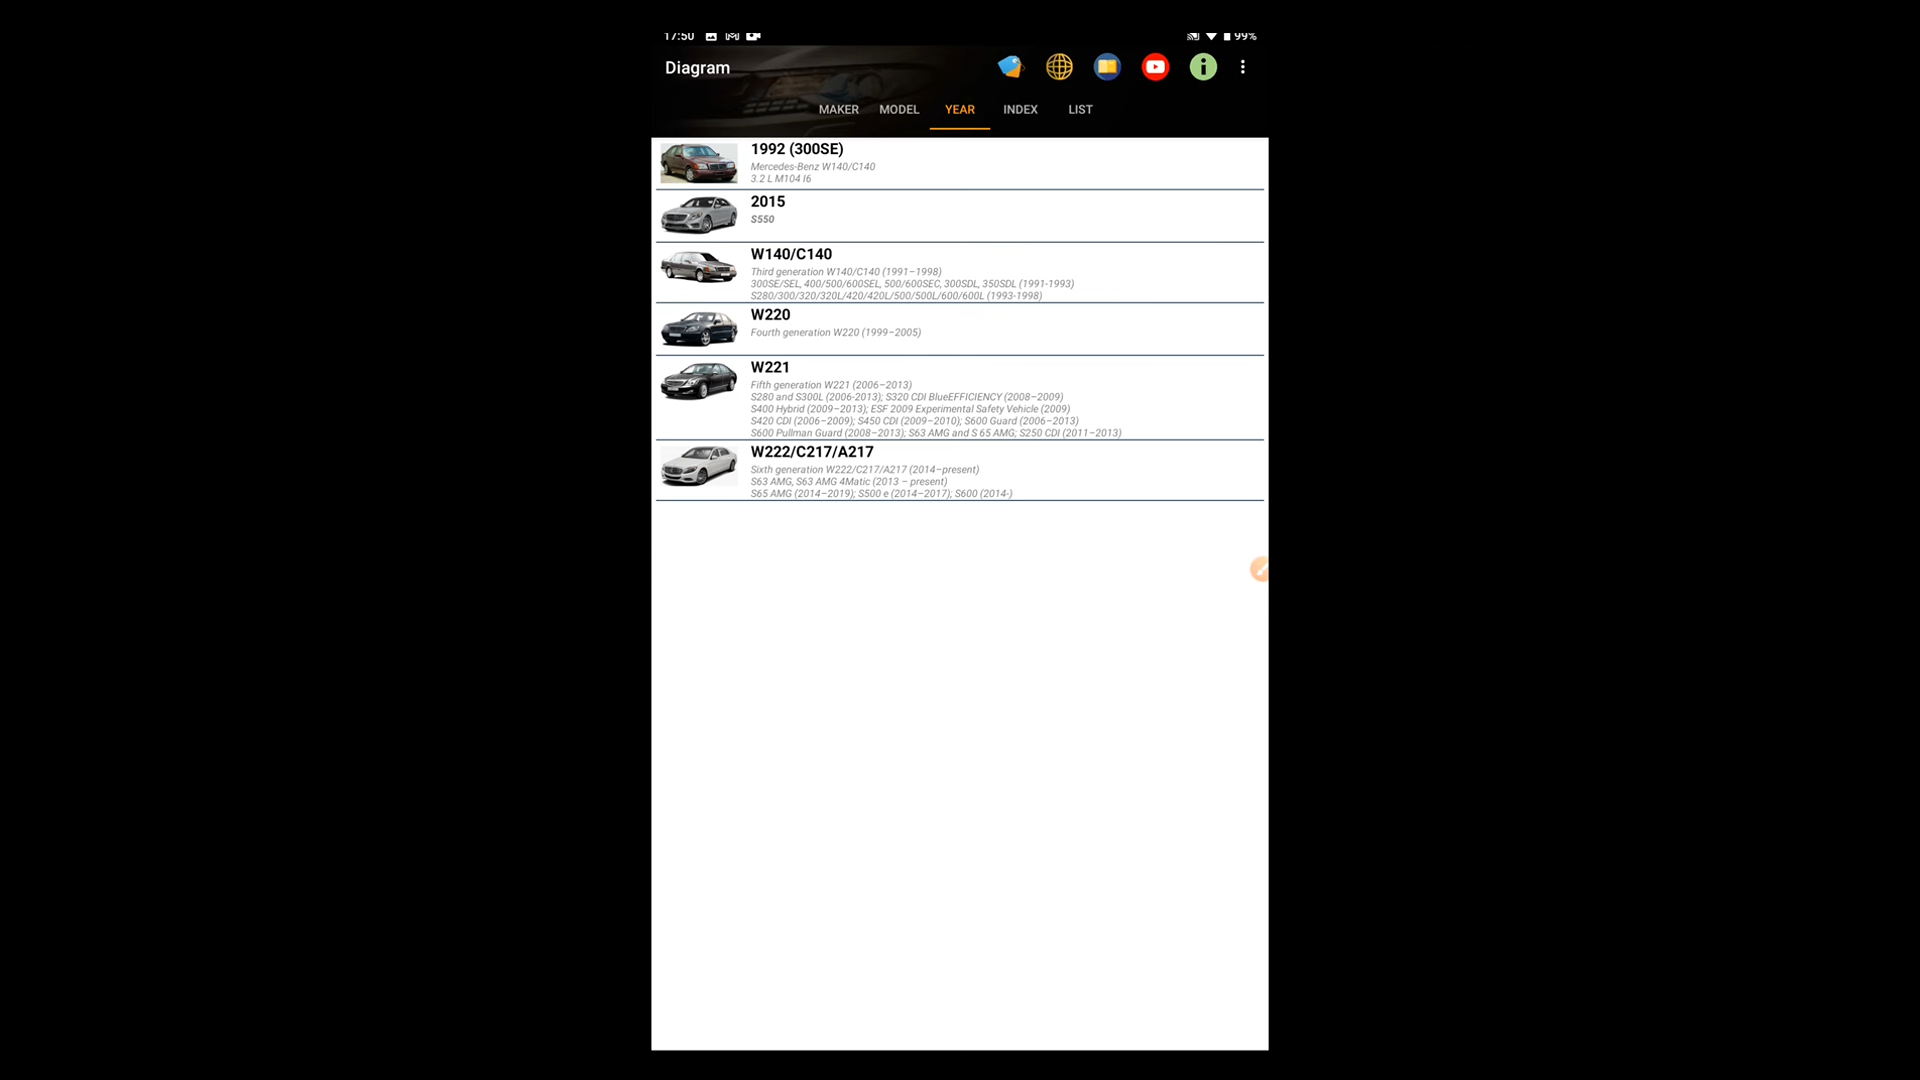 17:50
99%
Diagram
MAKER MODEL YEAR INDEX LIST
1992 (300SE)
Mercedes-Benz W140/C140
3.2 L M104 I6
2015
S550
W140/C140
Third generation W140/C140 (1991–1998)
300SE/SEL, 400/500/600SEL, 500/600SEC, 300SDL, 350SDL (1991-1993)
S280/300/320/320L/420/420L/500/500L/600/600L (1993-1998)
W220
Fourth generation W220 (1999–2005)
W221
Fifth generation W221 (2006–2013)
S280 and S300L (2006-2013); S320 CDI BlueEFFICIENCY (2008–2009)
S400 Hybrid (2009–2013); ESF 2009 Experimental Safety Vehicle (2009)
S420 CDI (2006–2009); S450 CDI (2009–2010); S600 Guard (2006–2013)
S600 Pullman Guard (2008–2013); S63 AMG and S 65 AMG; S250 CDI (2011–2013)
W222/C217/A217
Sixth generation W222/C217/A217 (2014–present)
S63 AMG, S63 AMG 4Matic (2013 – present)
S65 AMG (2014–2019); S500 e (2014–2017); S600 (2014-)